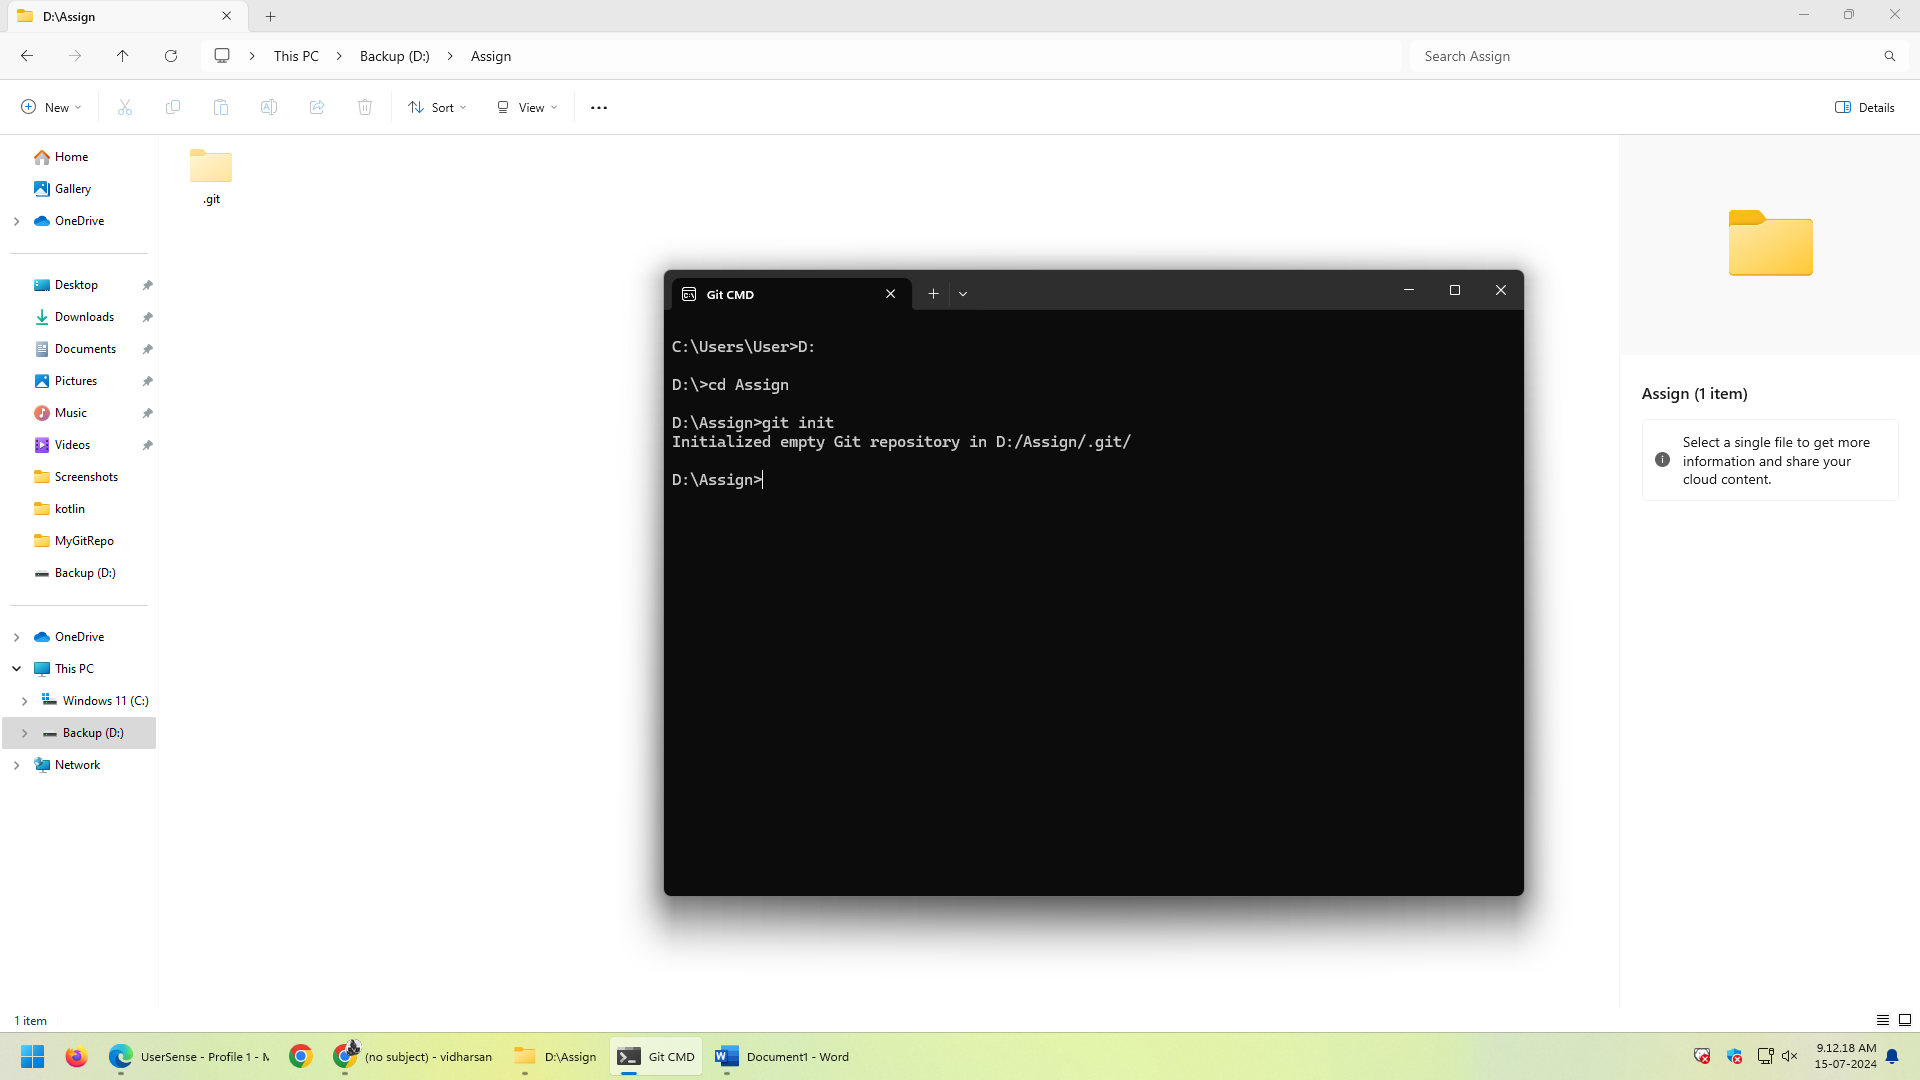 D:\Assign
This PC
Backup (D:)
Assign
Search Assign
New
Sort
View
Details
Home
Gallery
OneDrive
Desktop
Downloads
Documents
Pictures
Music
Videos
Screenshots
kotlin
MyGitRepo
Backup (D:)
OneDrive
This PC
Windows 11 (C:)
Backup (D:)
Network
.git
Git CMD
C:\Users\User>D:
D:\>cd Assign
D:\Assign>git init
Initialized empty Git repository in D:/Assign/.git/
D:\Assign>
Assign (1 item)
Select a single file to get more
information and share your
cloud content.
1 item
UserSense - Profile 1 - M
(no subject) - vidharsan
D:\Assign
Git CMD
Document1 - Word
9.12.18 AM
15-07-2024